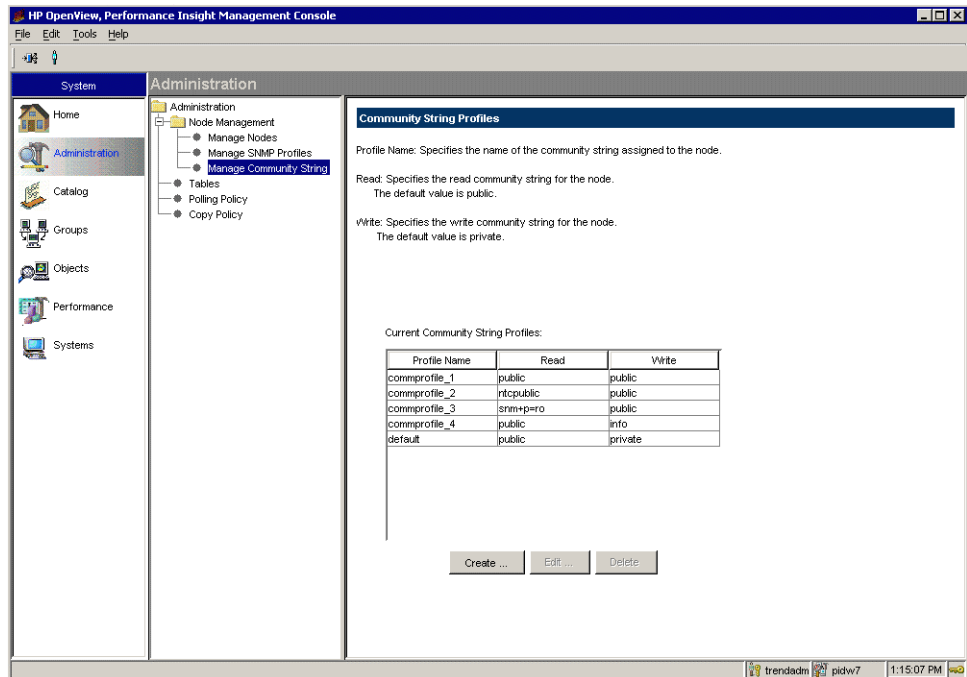 HP OpenView, Performance Insight Management Console
File Edit Tools Help
System
Administration
Home
Administration
Catalog
Groups
Objects
Performance
Systems
Administration
Node Management
Manage Nodes
Manage SNMP Profiles
Manage Community String
Tables
Polling Policy
Copy Policy
Community String Profiles
Profile Name: Specifies the name of the community string assigned to the node.
Read: Specifies the read community string for the node.
The default value is public.
Write: Specifies the write community string for the node.
The default value is private.
Current Community String Profiles:
Profile Name Read Write
commprofile_1 public public
commprofile_2 ntcpublic public
commprofile_3 snm+p=ro public
commprofile_4 public info
default public private
Create ... Edit ... Delete
trendadm pidw7 1:15:07 PM